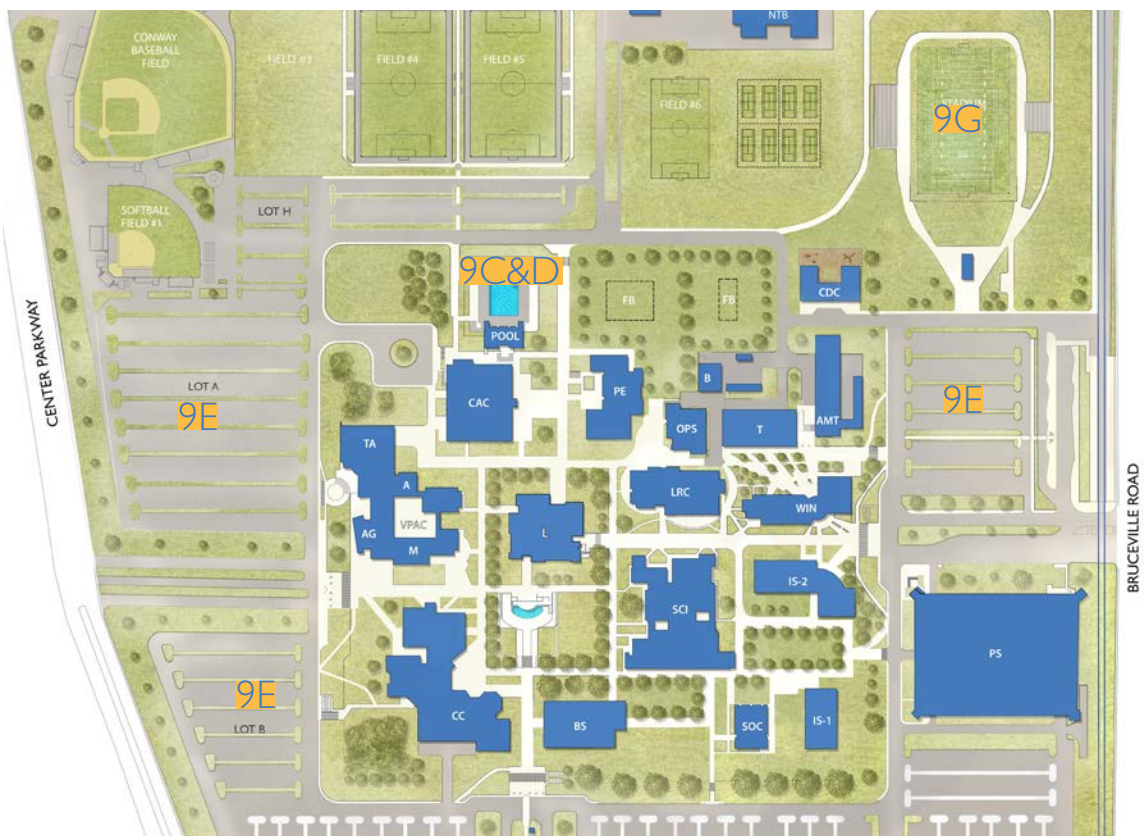 NTB
CONWAY
BASEBALL
FIELD
FIELD #3
FIELD #4
FIELD #5
FIELD #6
STADIUM
9G
SOFTBALL
FIELD #1
LOT H
9C&D
POOL
FB
FB
CDC
CENTER PARKWAY
LOT A
9E
CAC
PE
B
OPS
T
AMT
9E
TA
A
VPAC
AG
M
L
LRC
WIN
BRUCEVILLE ROAD
IS-2
SCI
PS
9E
LOT B
CC
BS
SOC
IS-1